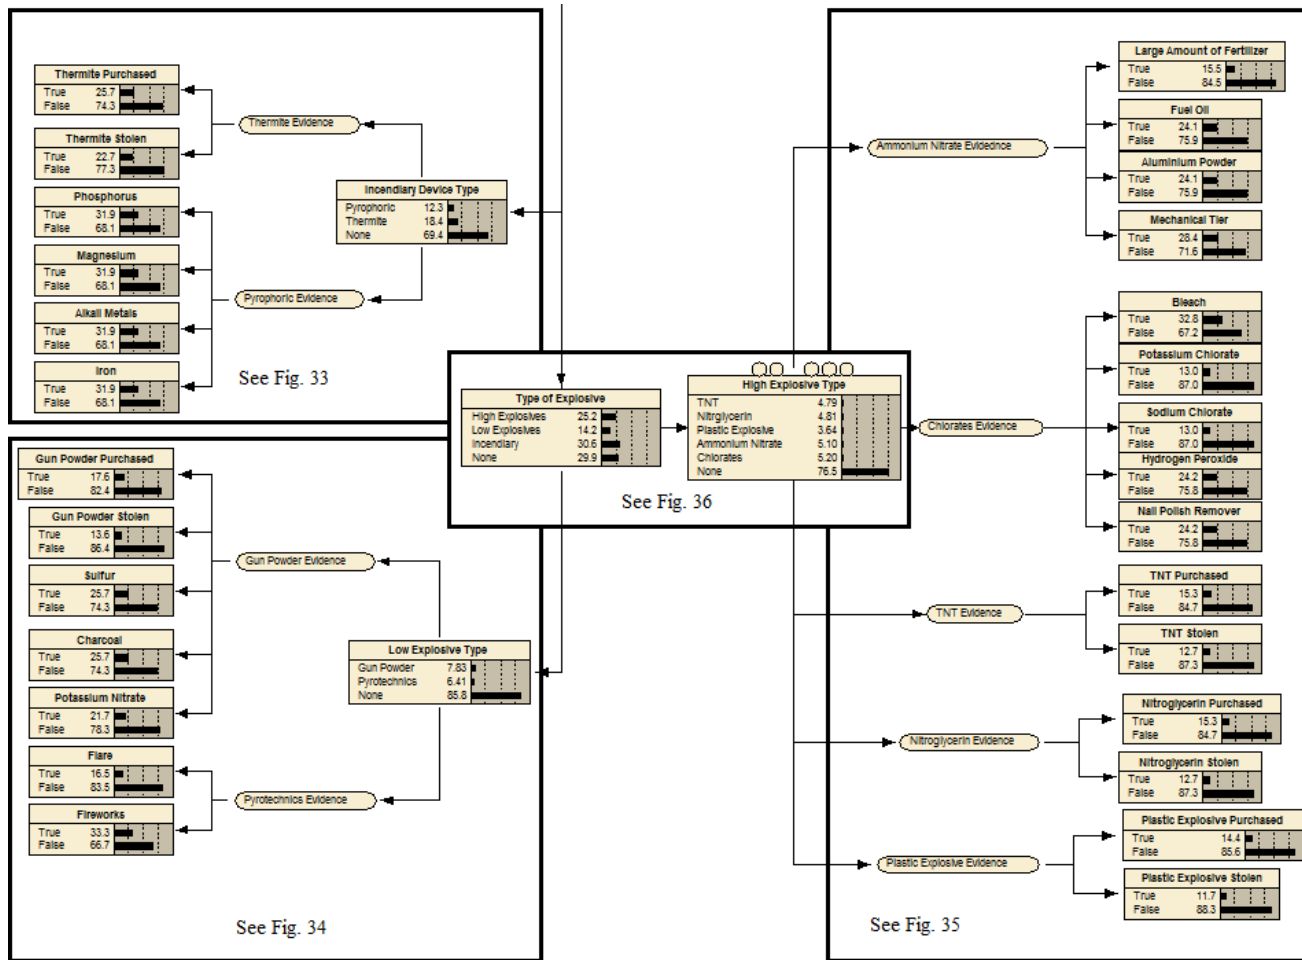 Thermite Purchased
True 25.7
False 74.3
Thermite Stolen
True 22.7
False 77.3
Phosphorus
True 31.9
False 68.1
Magnesium
True 31.9
False 68.1
Alkali Metals
True 31.9
False 68.1
Iron
True 31.9
False 68.1
Thermite Evidence
Pyrophoric Evidence
Incendiary Device Type
Pyrophoric 12.3
Thermite 18.4
None 69.4
See Fig. 33
Type of Explosive
High Explosives 25.2
Low Explosives 14.2
Incendiary 30.6
None 29.9
High Explosive Type
TNT 4.79
Nitrglycerin 4.81
Plastic Explosive 3.64
Ammonium Nitrate 5.10
Chlorates 5.20
None 76.5
See Fig. 36
Gun Powder Purchased
True 17.6
False 82.4
Gun Powder Stolen
True 13.6
False 86.4
Sulfur
True 25.7
False 74.3
Charcoal
True 25.7
False 74.3
Potassium Nitrate
True 21.7
False 78.3
Flare
True 16.5
False 83.5
Fireworks
True 33.3
False 66.7
Gun Powder Evidence
Pyrotechnics Evidence
Low Explosive Type
Gun Powder 7.83
Pyrotechnics 6.41
None 85.8
See Fig. 34
Ammonium Nitrate Evidednce
Chlorates Evidence
TNT Evidence
Nitroglycerin Evidence
Plastic Explosive Evidence
Large Amount of Fertilizer
True 15.5
False 84.5
Fuel Oil
True 24.1
False 75.9
Aluminium Powder
True 24.1
False 75.9
Mechanical Tier
True 28.4
False 71.6
Bleach
True 32.8
False 67.2
Potassium Chlorate
True 13.0
False 87.0
Sodium Chlorate
True 13.0
False 87.0
Hydrogen Peroxide
True 24.2
False 75.8
Nail Polish Remover
True 24.2
False 75.8
TNT Purchased
True 15.3
False 84.7
TNT Stolen
True 12.7
False 87.3
Nitroglycerin Purchased
True 15.3
False 84.7
Nitroglycerin Stolen
True 12.7
False 87.3
Plastic Explosive Purchased
True 14.4
False 85.6
Plastic Explosive Stolen
True 11.7
False 88.3
See Fig. 35